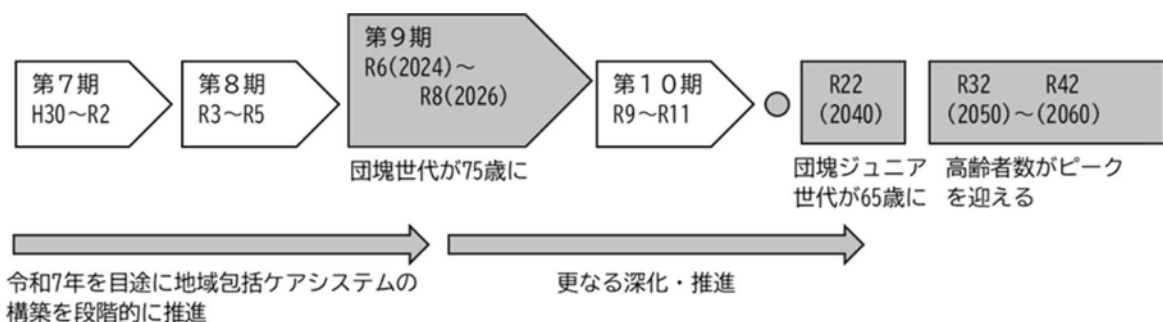 第7期
H30～R2
第8期
R3～R5
第9期
R6(2024)～
R8(2026)
団塊世代が75歳に
第10期
R9～R11
R22
(2040)
団塊ジュニア
世代が65歳に
R32 R42
(2050)～(2060)
高齢者数がピーク
を迎える
令和7年を目途に地域包括ケアシステムの
構築を段階的に推進
更なる深化・推進